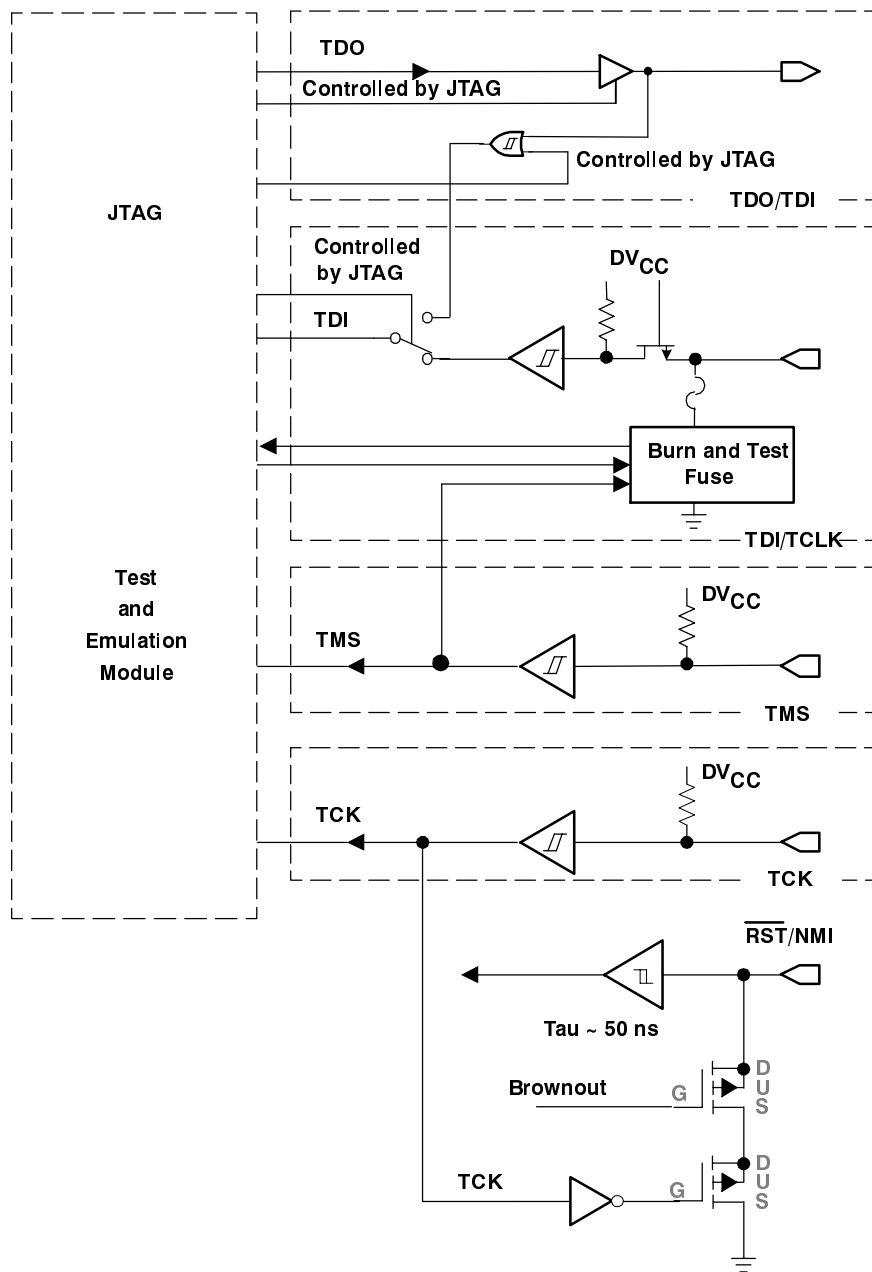 TDO
Controlled by JTAG
Controlled by JTAG
JTAG
TDO/TDI
Controlled
by JTAG
DVCC
TDI
Burn and Test
Fuse
TDI/TCLK
Test
and
Emulation
Module
DVCC
TMS
TMS
DVCC
TCK
TCK
RST/NMI
Tau ~ 50 ns
D
U
S
G
Brownout
D
U
S
G
TCK